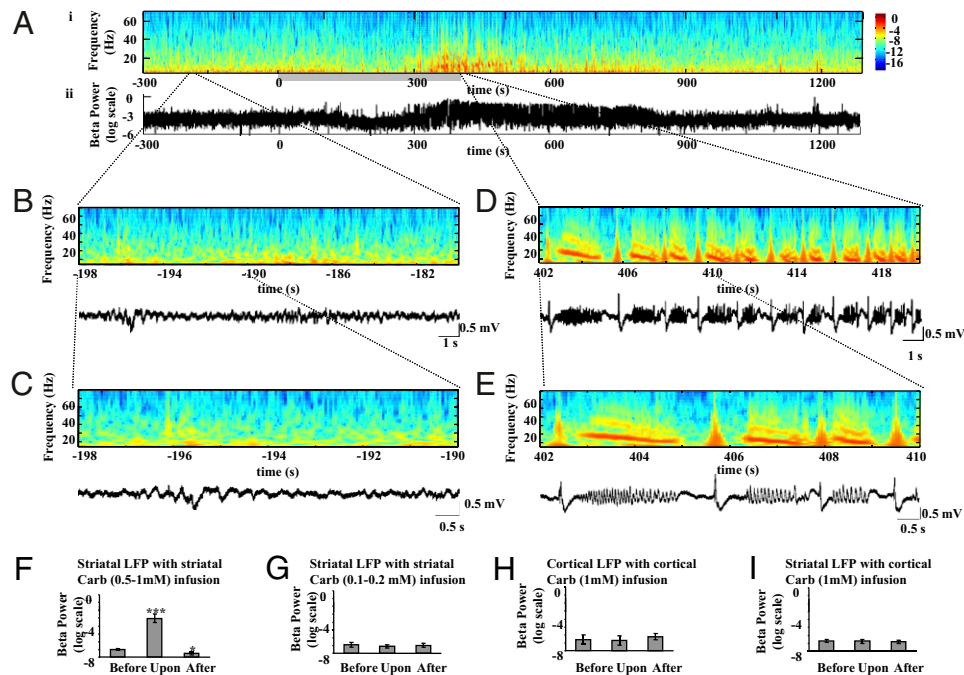 A
i
Frequency
(Hz)
60
40
20
0
-4
-8
-12
-16
-300 0 300 600 900 1200
time (s)
ii
Beta Power
(log scale)
0
-3
-6
-300 0 300 600 900 1200
time (s)
B
Frequency (Hz)
60
40
20
-198 -194 -190 -186 -182
time (s)
0.5 mV
1 s
D
Frequency (Hz)
60
40
20
402 406 410 414 418
time (s)
0.5 mV
1 s
C
Frequency (Hz)
60
40
20
-198 -196 -194 -192 -190
time (s)
0.5 mV
0.5 s
E
Frequency (Hz)
60
40
20
402 404 406 408 410
time (s)
0.5 mV
0.5 s
F
Striatal LFP with striatal
Carb (0.5-1mM) infusion
Beta Power
(log scale)
0
-4
-8
***
*
Before Upon After
G
Striatal LFP with striatal
Carb (0.1-0.2 mM) infusion
Beta Power
(log scale)
0
-4
-8
Before Upon After
H
Cortical LFP with cortical
Carb (1mM) infusion
Beta Power
(log scale)
0
-4
-8
Before Upon After
I
Striatal LFP with cortical
Carb (1mM) infusion
Beta Power
(log scale)
0
-4
-8
Before Upon After